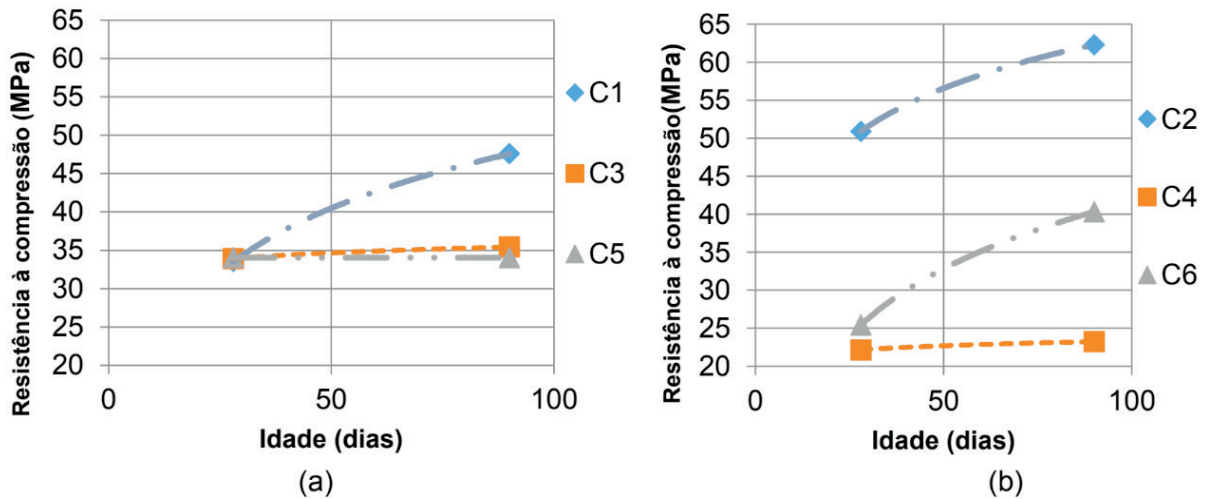 Resistência à compressão (MPa)
65
60
55
50
45
40
35
30
25
20
0
50
100
Idade (dias)
C1
C3
C5
(a)
Resistência à compressão(MPa)
65
60
55
50
45
40
35
30
25
20
0
50
100
Idade (dias)
C2
C4
C6
(b)